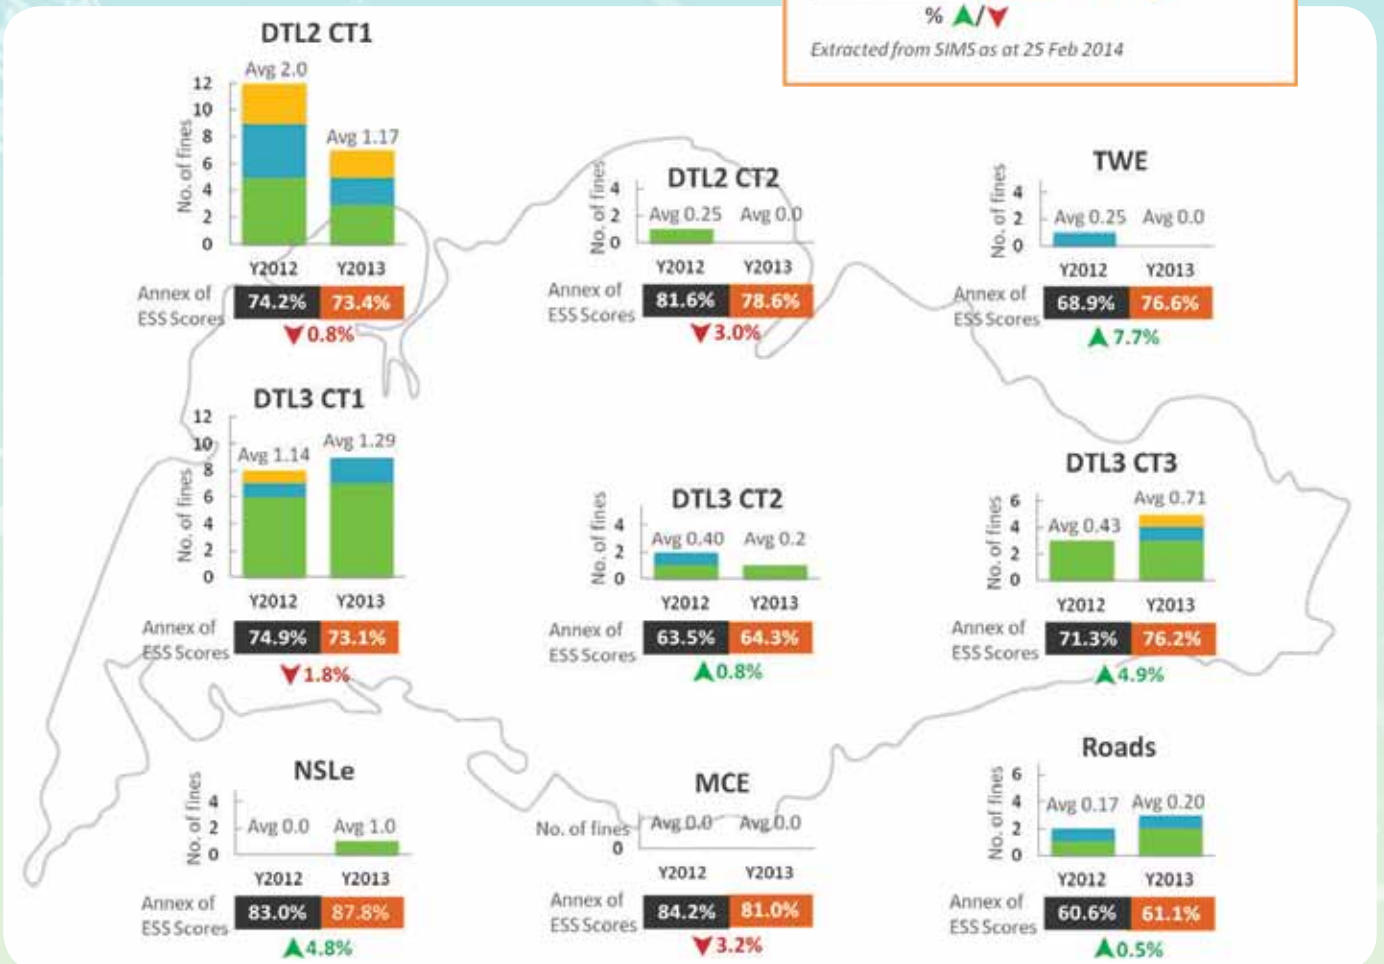 % ▲/▼
Extracted from SIMS as at 25 Feb 2014
DTL2 CT1
Avg 2.0
Avg 1.17
No. of fines
12
10
8
6
4
2
0
Y2012 Y2013
Annex of
ESS Scores
74.2% 73.4%
▼0.8%
DTL2 CT2
No. of fines
4
2
0
Avg 0.25 Avg 0.0
Y2012 Y2013
Annex of
ESS Scores
81.6% 78.6%
▼3.0%
TWE
No. of fines
4
2
0
Avg 0.25 Avg 0.0
Y2012 Y2013
Annex of
ESS Scores
68.9% 76.6%
▲7.7%
DTL3 CT1
No. of fines
12
10
8
6
4
2
0
Avg 1.14 Avg 1.29
Y2012 Y2013
Annex of
ESS Scores
74.9% 73.1%
▼1.8%
DTL3 CT2
No. of fines
4
2
0
Avg 0.40 Avg 0.2
Y2012 Y2013
Annex of
ESS Scores
63.5% 64.3%
▲0.8%
DTL3 CT3
No. of fines
6
4
2
0
Avg 0.43 Avg 0.71
Y2012 Y2013
Annex of
ESS Scores
71.3% 76.2%
▲4.9%
NSLe
No. of fines
4
2
0
Avg 0.0 Avg 1.0
Y2012 Y2013
Annex of
ESS Scores
83.0% 87.8%
▲4.8%
MCE
No. of fines
0
Avg 0.0 Avg 0.0
Y2012 Y2013
Annex of
ESS Scores
84.2% 81.0%
▼3.2%
Roads
No. of fines
6
4
2
0
Avg 0.17 Avg 0.20
Y2012 Y2013
Annex of
ESS Scores
60.6% 61.1%
▲0.5%